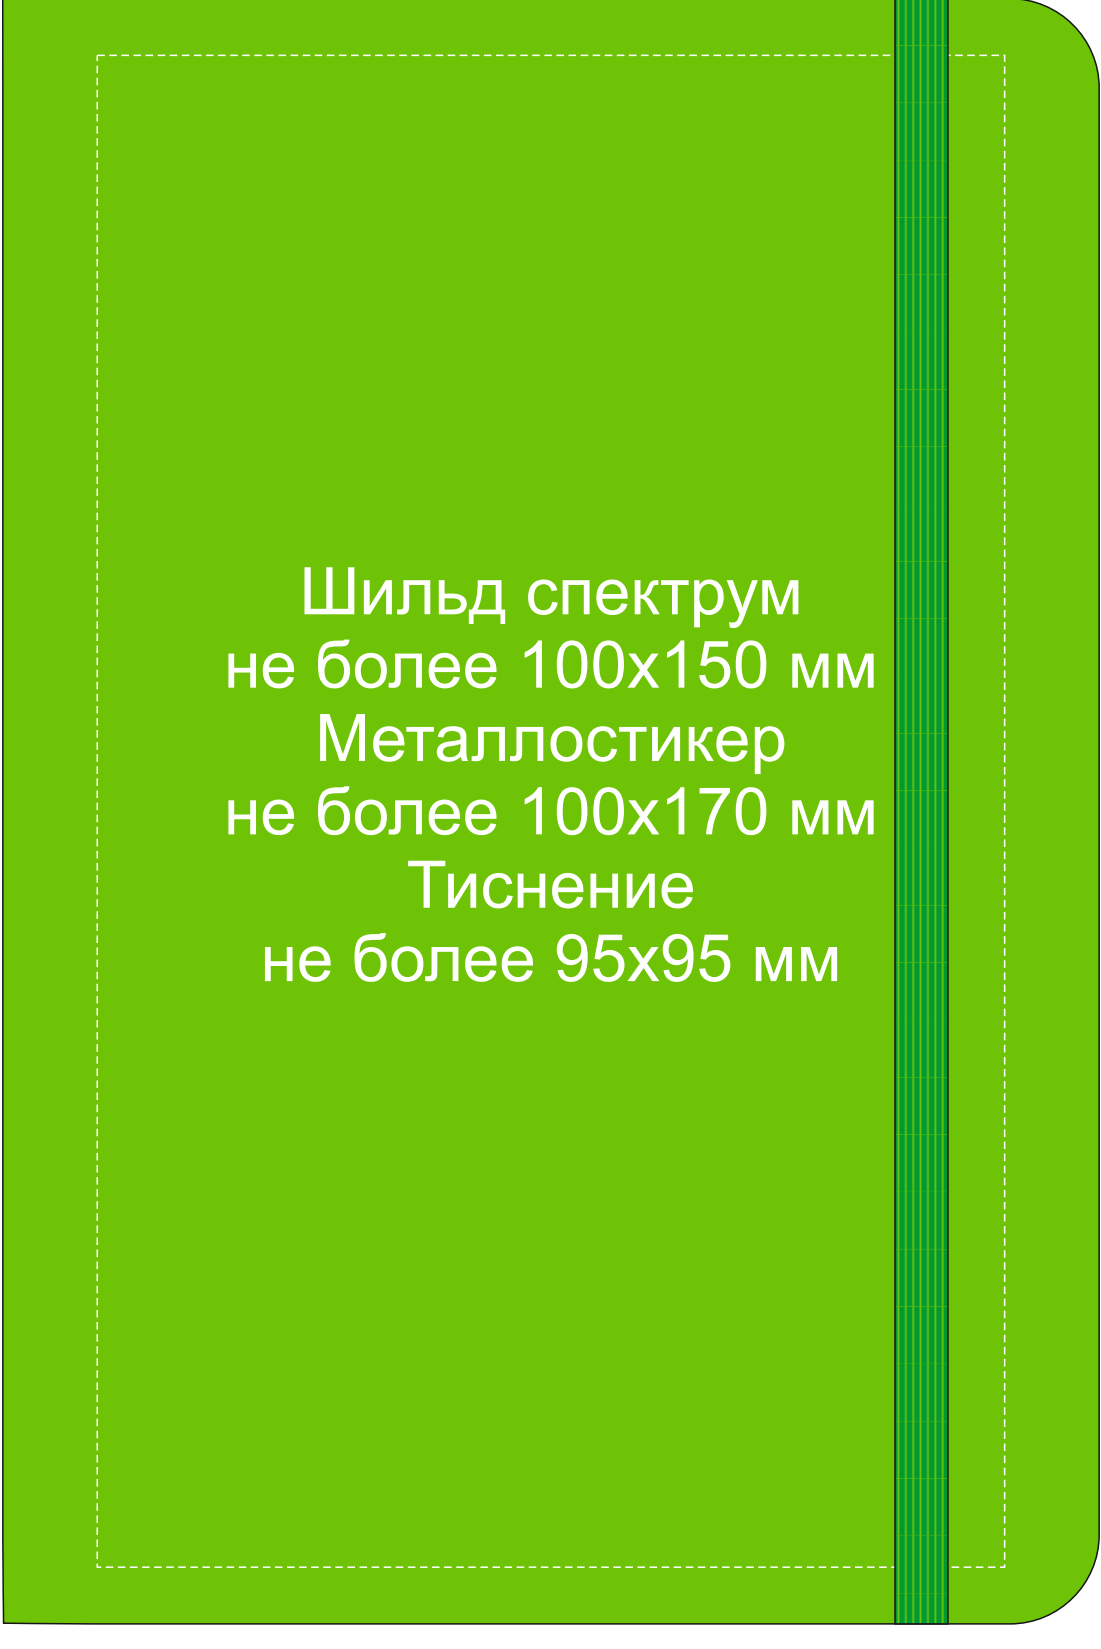 Шильд спектрум
не более 100х150 мм
Металлостикер
не более 100х170 мм
Тиснение
не более 95х95 мм